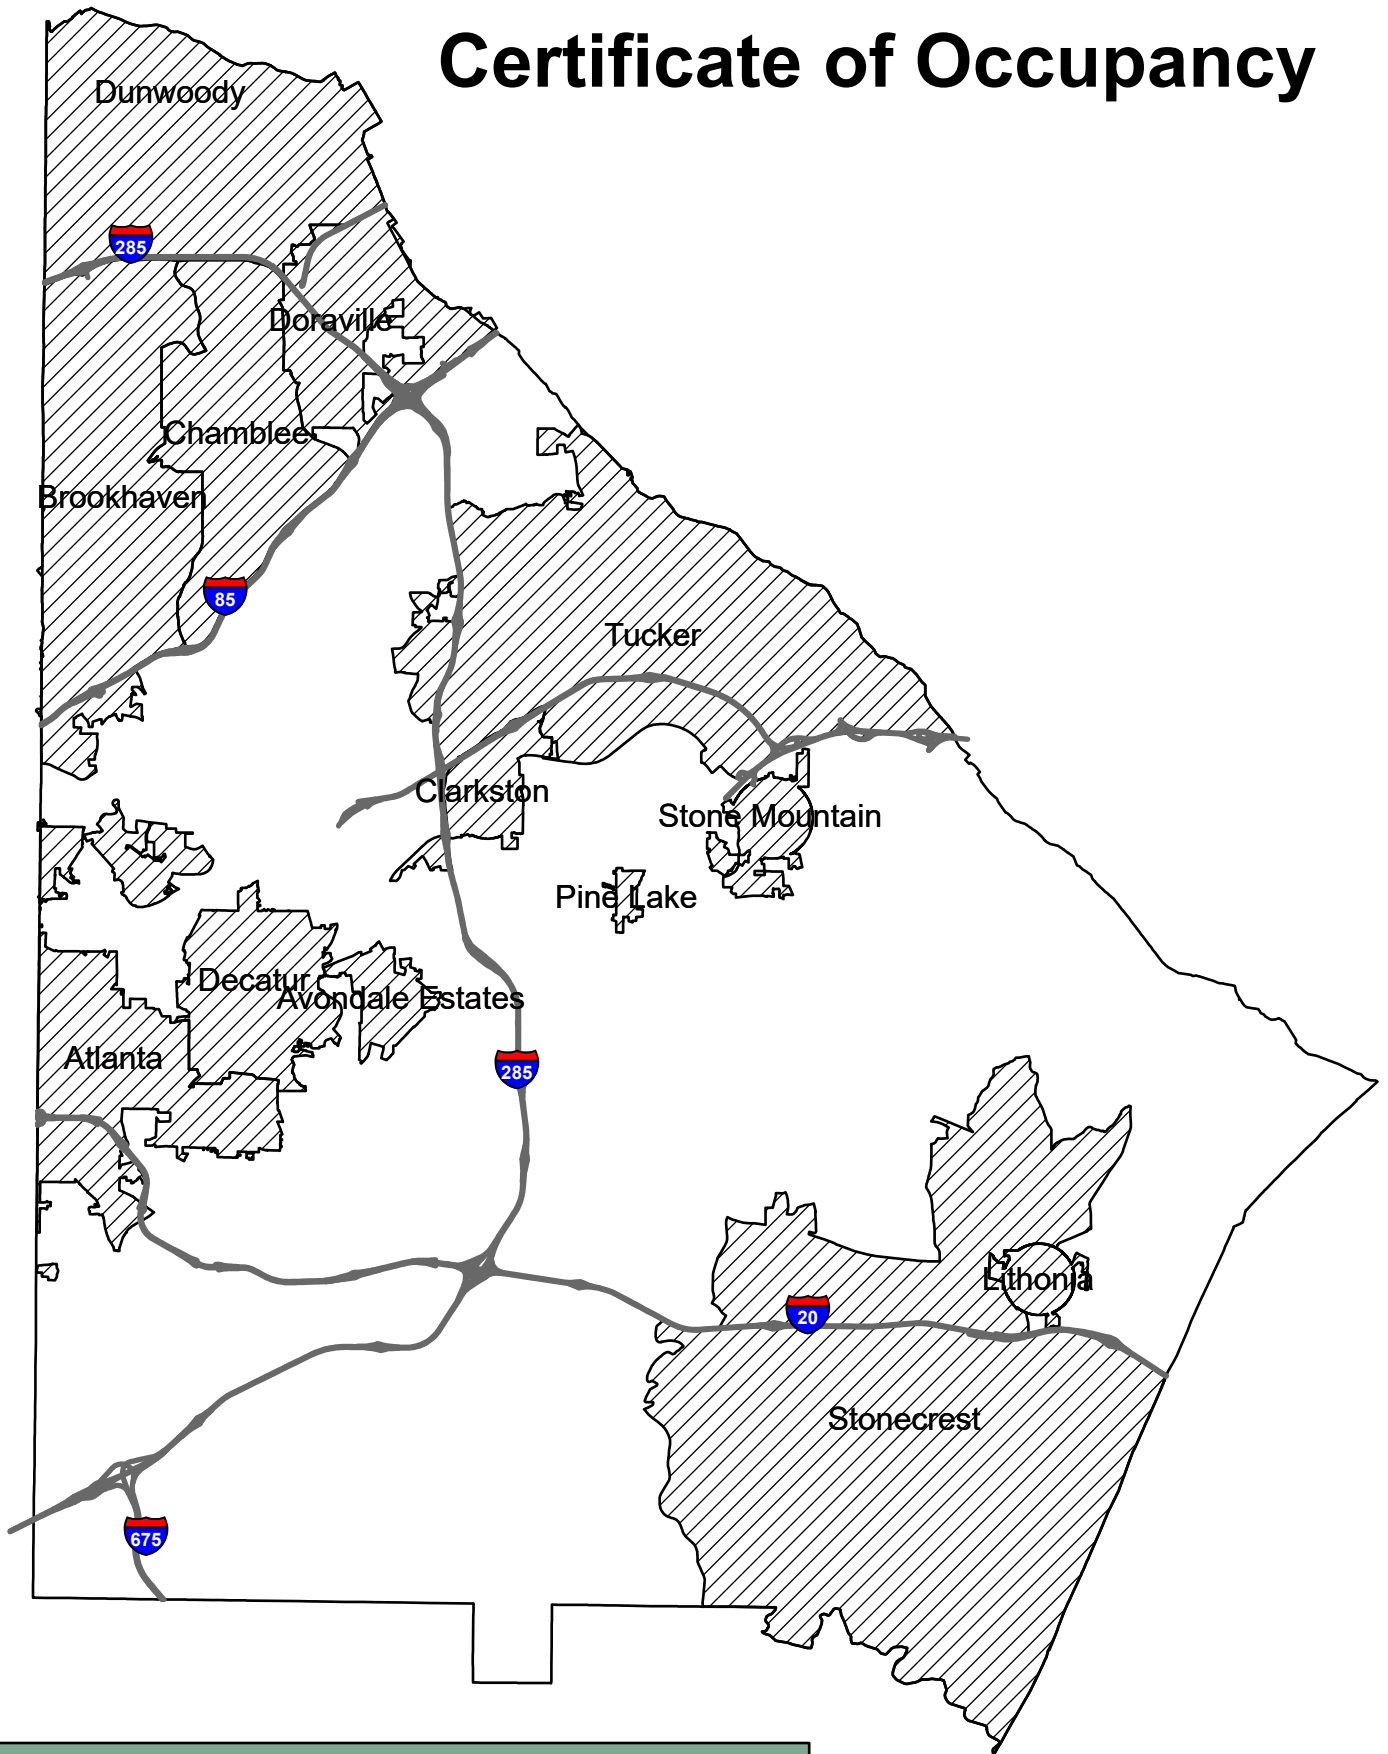 Certificate of Occupancy
Dunwoody
285
Doraville
Chamblee
Brookhaven
85
Tucker
Clarkston
Stone Mountain
Pine Lake
Decatur
Avondale Estates
Atlanta
285
Lithonia
20
Stonecrest
675